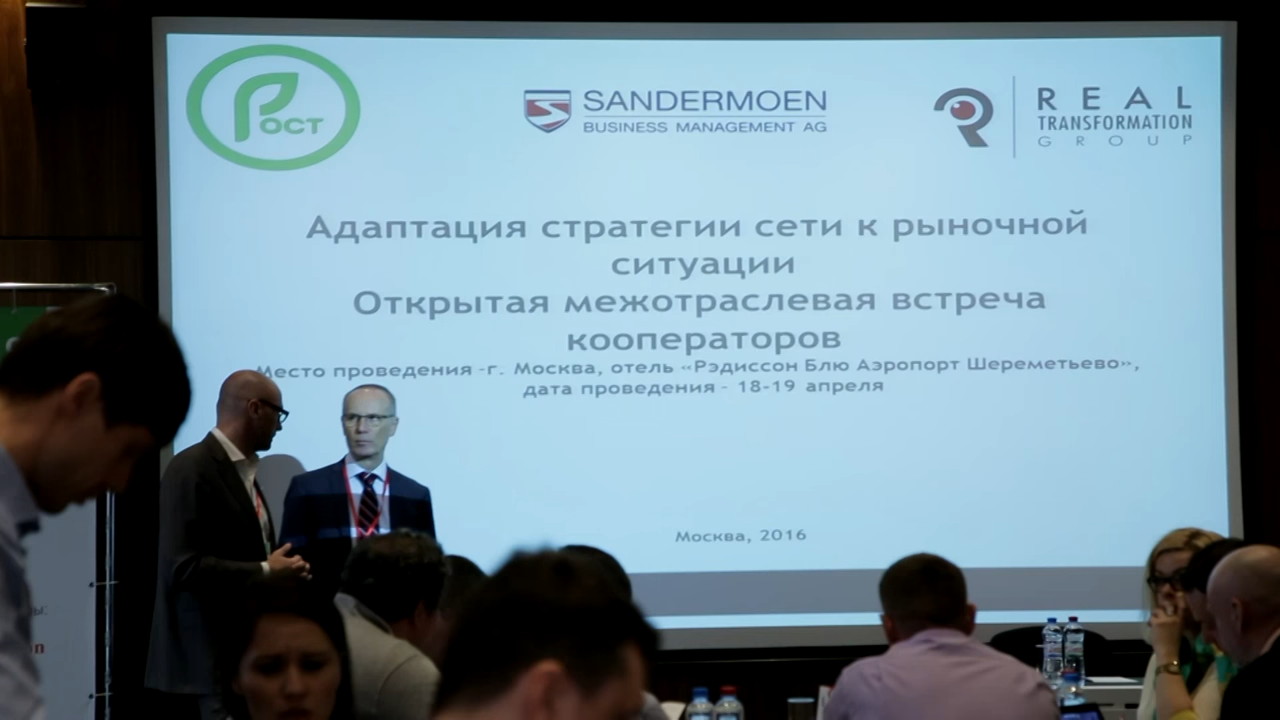 Рост
SANDERMOEN
BUSINESS MANAGEMENT AG
REAL
TRANSFORMATION
GROUP
Адаптация стратегии сети к рыночной
ситуации
Открытая межотраслевая встреча
кооператоров
Место проведения -г. Москва, отель «Рэдиссон Блю Аэропорт Шереметьево»,
дата проведения – 18-19 апреля
Москва, 2016